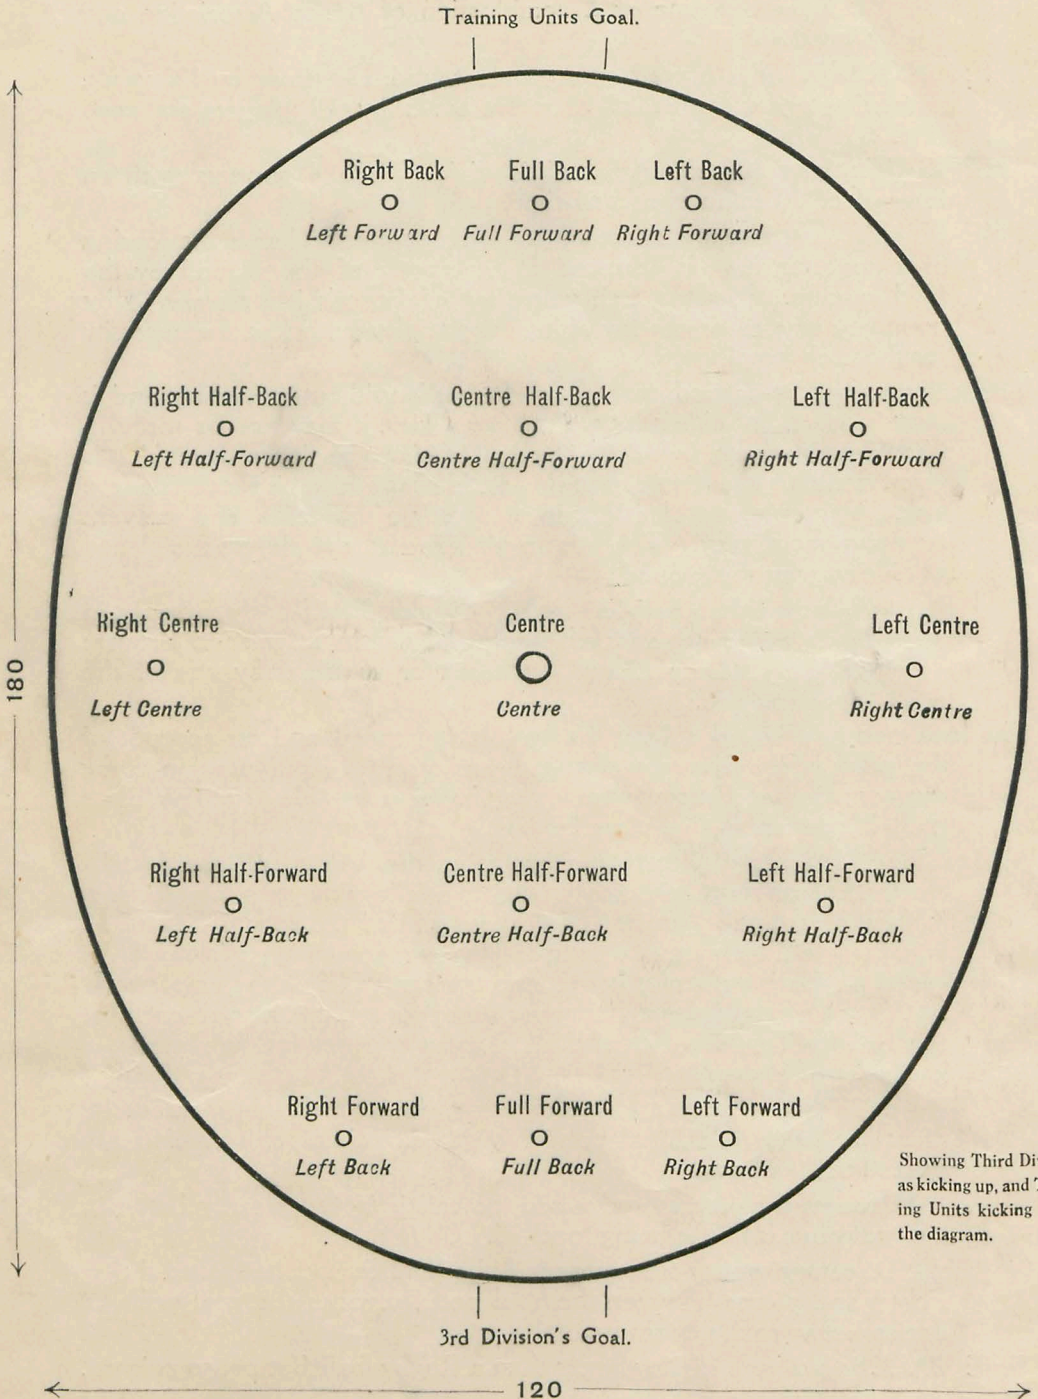 Training Units Goal.
Right Back Full Back Left Back
Left Forward Full Forward Right Forward
Right Half-Back Centre Half-Back Left Half-Back
Left Half-Forward Centre Half-Forward Right Half-Forward
Right Centre Centre Left Centre
Left Centre Centre Right Centre
180
Right Half-Forward Centre Half-Forward Left Half-Forward
Left Half-Back Centre Half-Back Right Half-Back
Right Forward Full Forward Left Forward
Left Back Full Back Right Back
Showing Third
as kicking up, and
ing Units kicking
the diagram.
3rd Division's Goal.
120